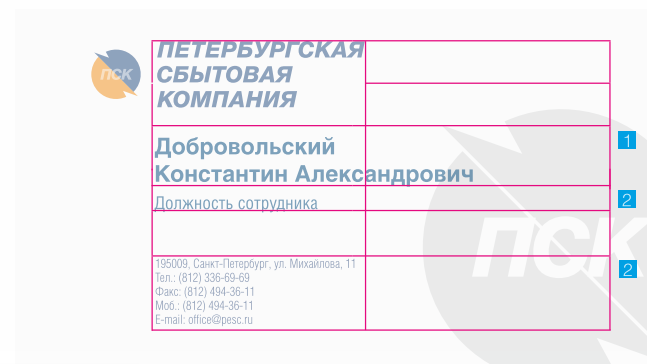 ПСК
ПЕТЕРБУРГСКАЯ
СБЫТОВАЯ
КОМПАНИЯ
Добровольский
Константин Александрович
1
Должность сотрудника
2
ПСК
195009, Санкт-Петербург, ул. Михайлова, 11
2
Тел.: (812) 336-69-69
Факс: (812) 494-36-11
Моб.: (812) 494-36-11
E-mail: office@pesc.ru